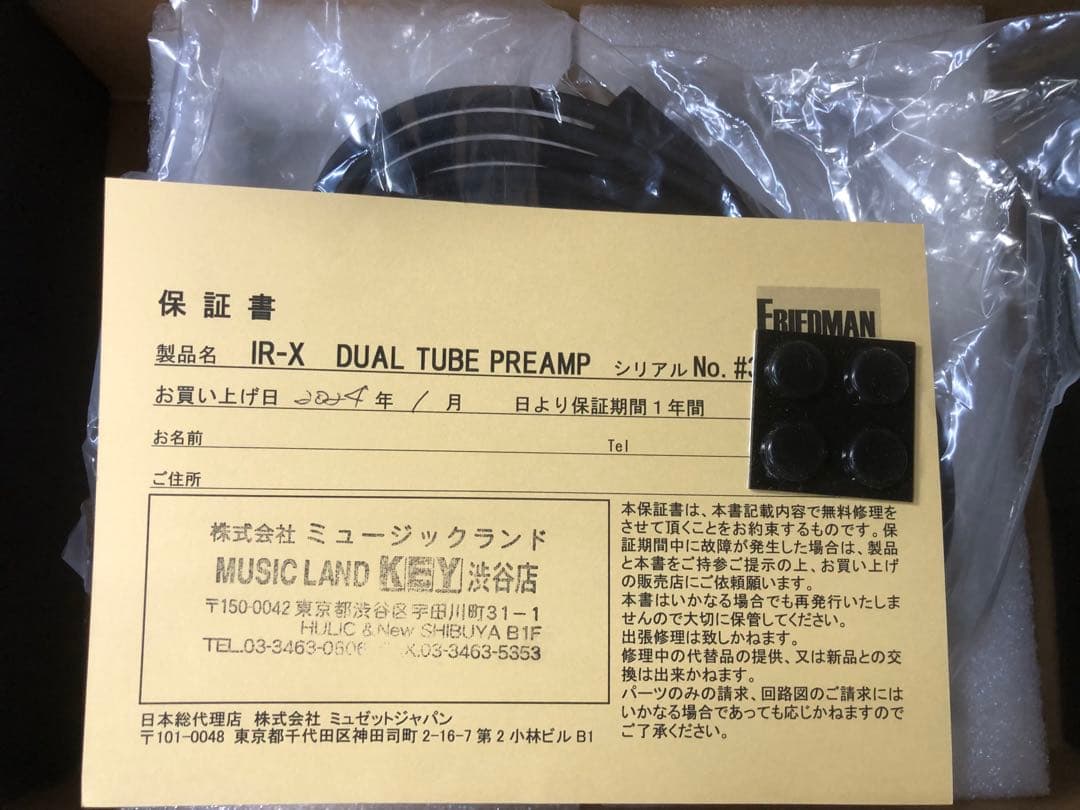 保証書
FRIEDMAN
製品名 IR-X DUAL TUBE PREAMP シリアル No. #3
お買い上げ日 2024年 1 月 日より保証期間1年間
お名前 Tel
ご住所
株式会社 ミュージックランド
MUSIC LAND KEY 渋谷店
〒150-0042 東京都渋谷区宇田川町31-1
HULIC & New SHIBUYA B1F
TEL.03-3463-0606 X.03-3463-5353
日本総代理店 株式会社 ミュゼットジャパン
〒101-0048 東京都千代田区神田司町 2-16-7 第2小林ビル B1
本保証書は、本書記載内容で無料修理を
させて頂くことをお約束するものです。保
証期間中に故障が発生した場合は、製品
と本書をご持参ご提示の上、お買い上げ
の販売店にご依頼願います。
本書はいかなる場合でも再発行いたしま
せんので大切に保管してください。
出張修理は致しかねます。
修理中の代替品の提供、又は新品との交
換は出来かねます。
パーツのみの請求、回路図のご請求には
いかなる場合であっても応じかねますので
ご了承ください。